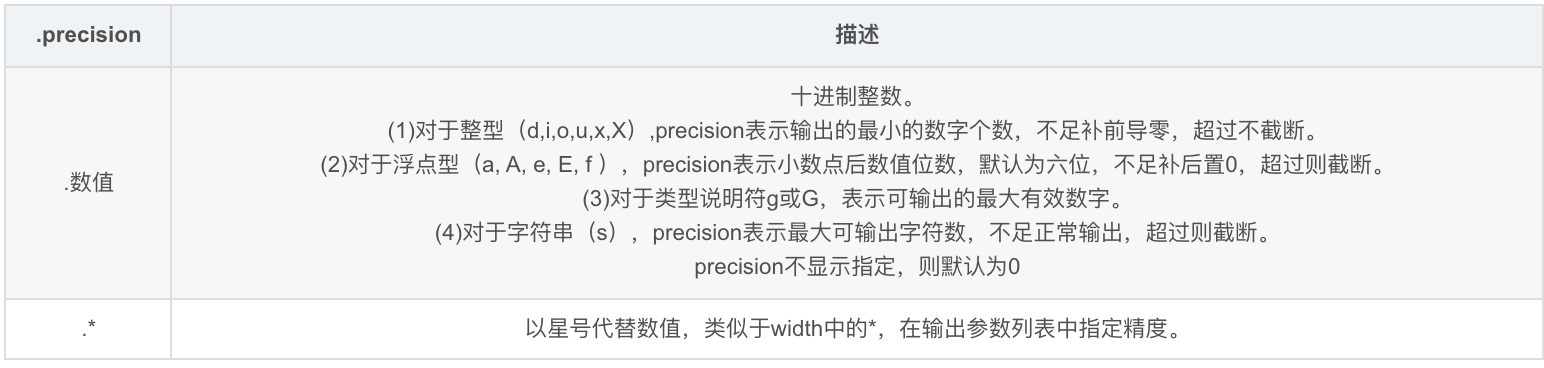 .precision 描述
十进制整数。
(1)对于整型（d,i,o,u,x,X）,precision表示输出的最小的数字个数，不足补前导零，超过不截断。
(2)对于浮点型（a, A, e, E, f ），precision表示小数点后数值位数，默认为六位，不足补后置0，超过则截断。
.数值
(3)对于类型说明符g或G，表示可输出的最大有效数字。
(4)对于字符串（s），precision表示最大可输出字符数，不足正常输出，超过则截断。
precision不显示指定，则默认为0
.* 以星号代替数值，类似于width中的*，在输出参数列表中指定精度。